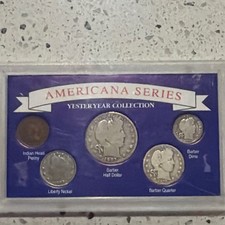 AMERICANA SERIES
YESTERYEAR COLLECTION
Indian Head
Penny
Liberty Nickel
Barber
Half Dollar
Barber Quarter
Barber
Dime